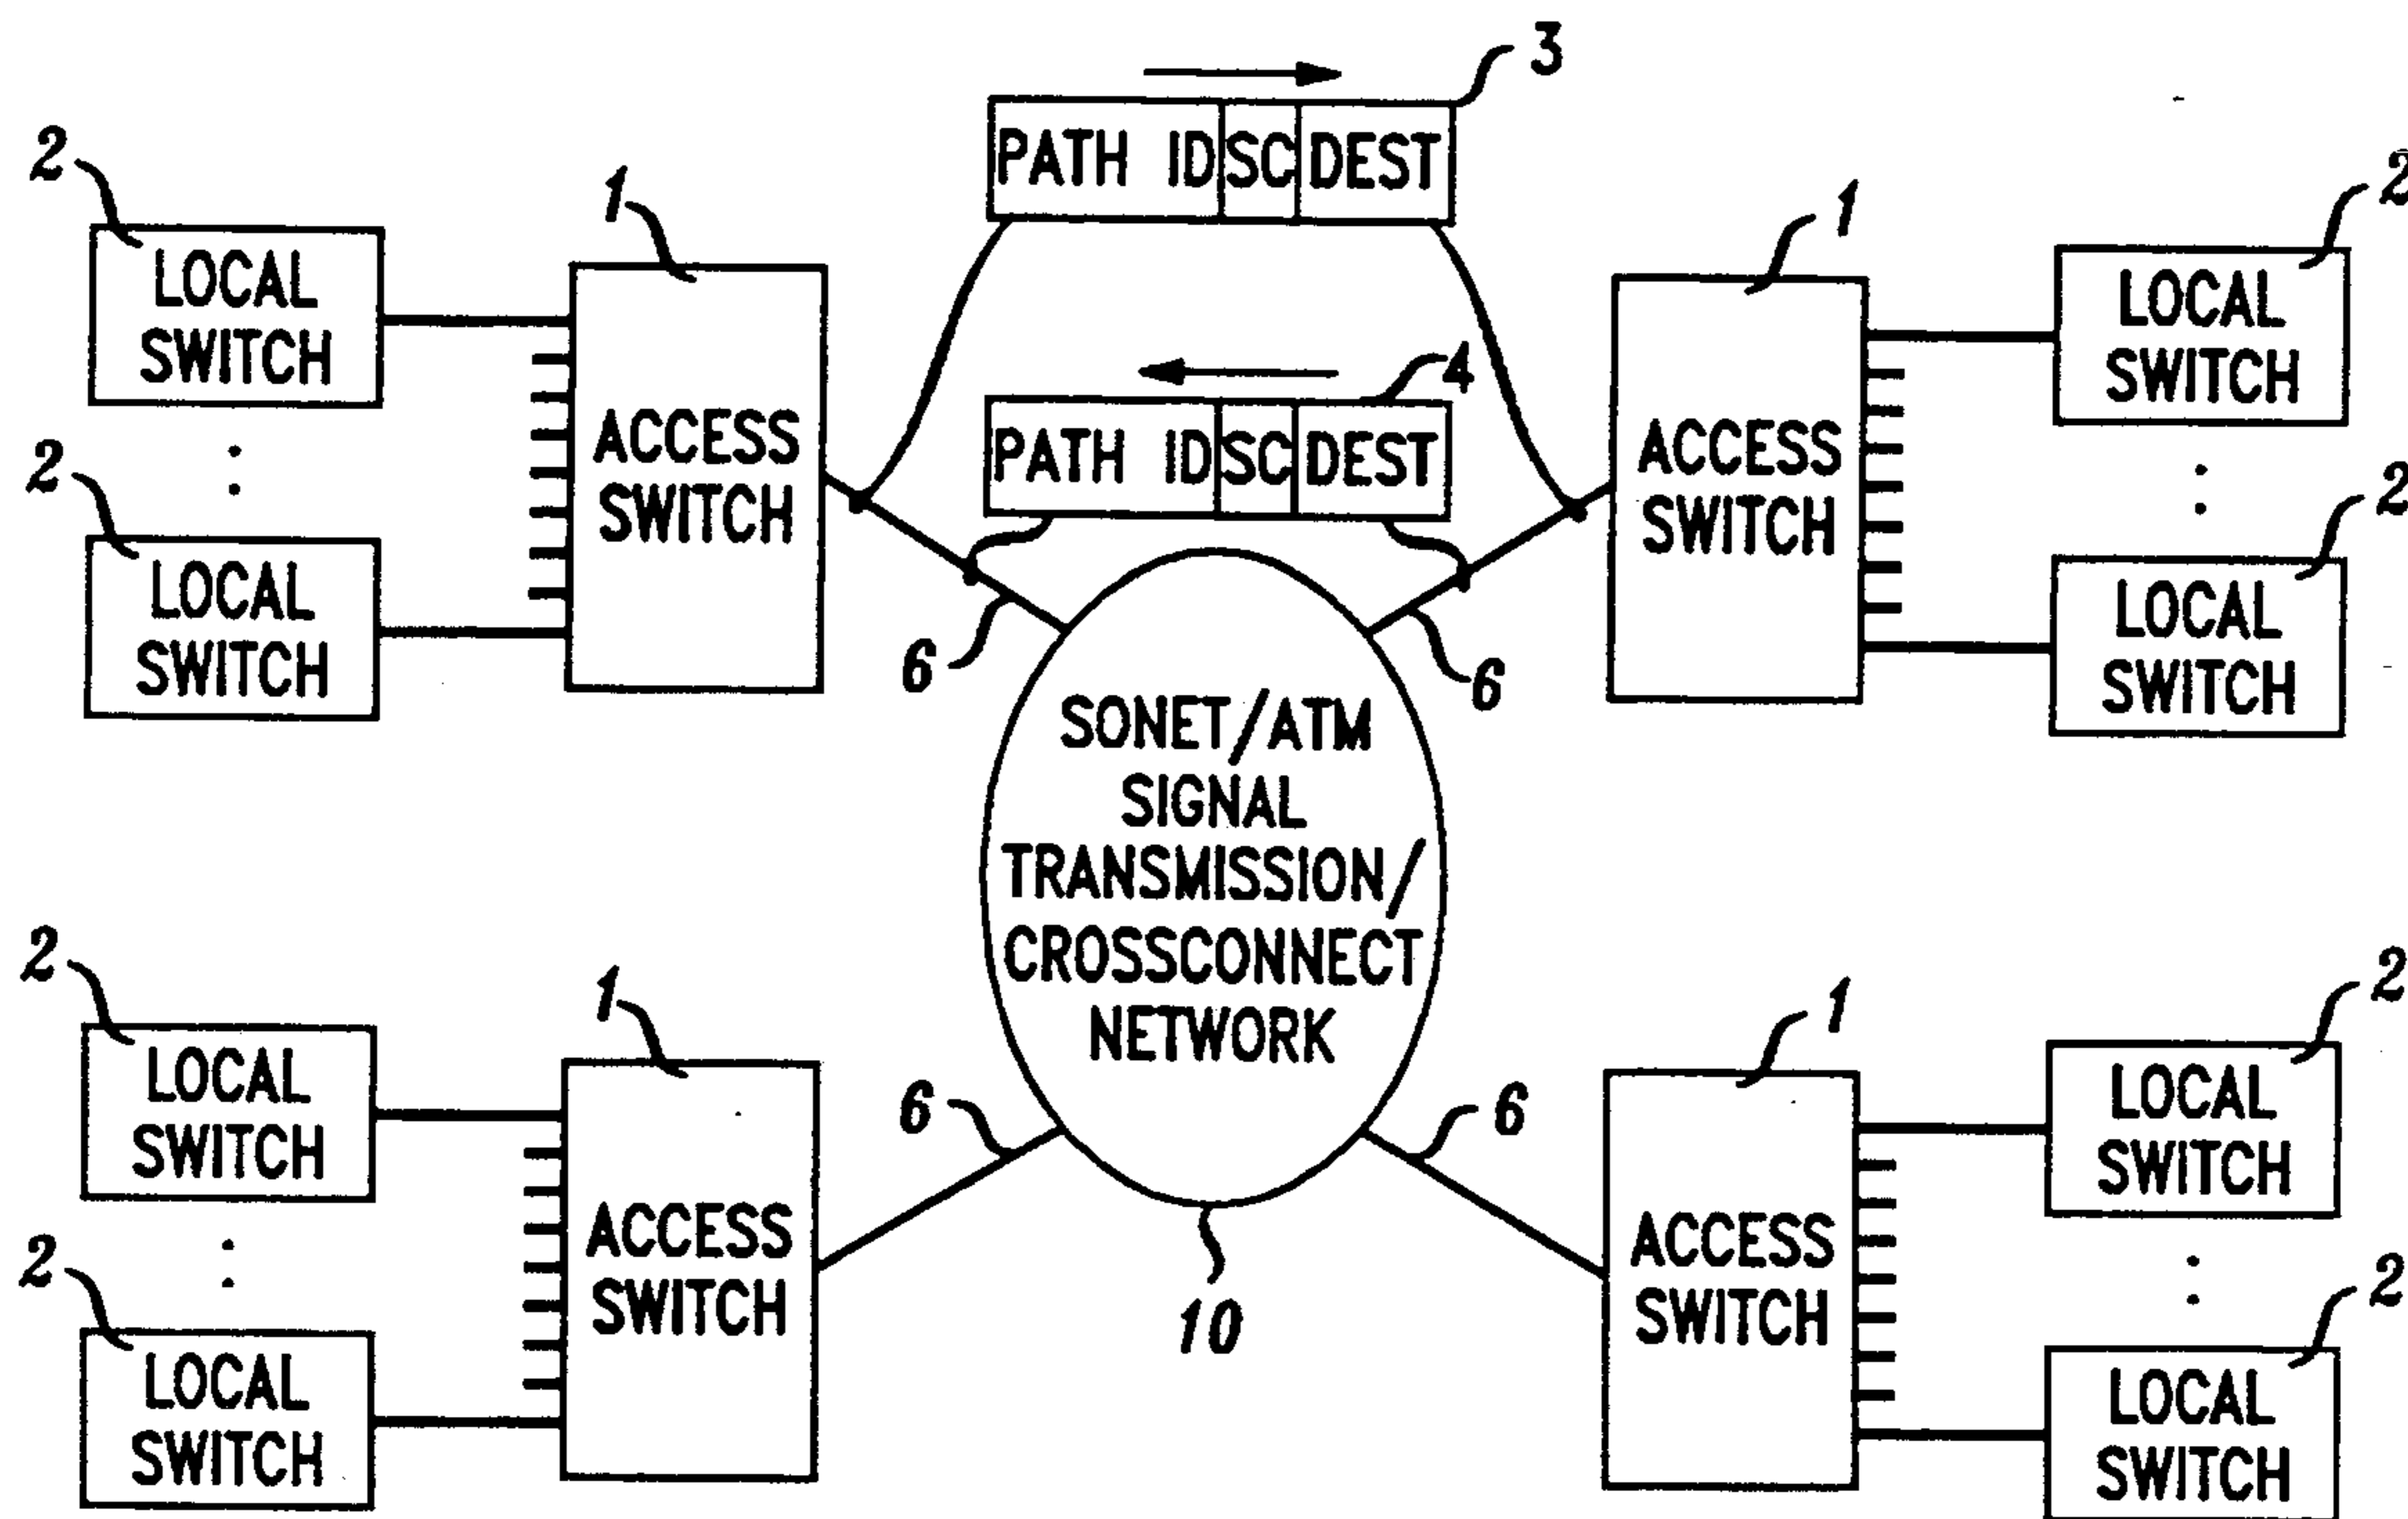 3
PATH ID SC DEST
2
1
1
2
LOCAL
SWITCH
LOCAL
SWITCH
4
PATH ID SC DEST
ACCESS
SWITCH
ACCESS
SWITCH
2
2
LOCAL
SWITCH
LOCAL
SWITCH
6
6
SONET/ATM
SIGNAL
TRANSMISSION/
CROSSCONNECT
NETWORK
10
2
1
6
6
1
2
LOCAL
SWITCH
LOCAL
SWITCH
ACCESS
SWITCH
ACCESS
SWITCH
2
2
LOCAL
SWITCH
LOCAL
SWITCH